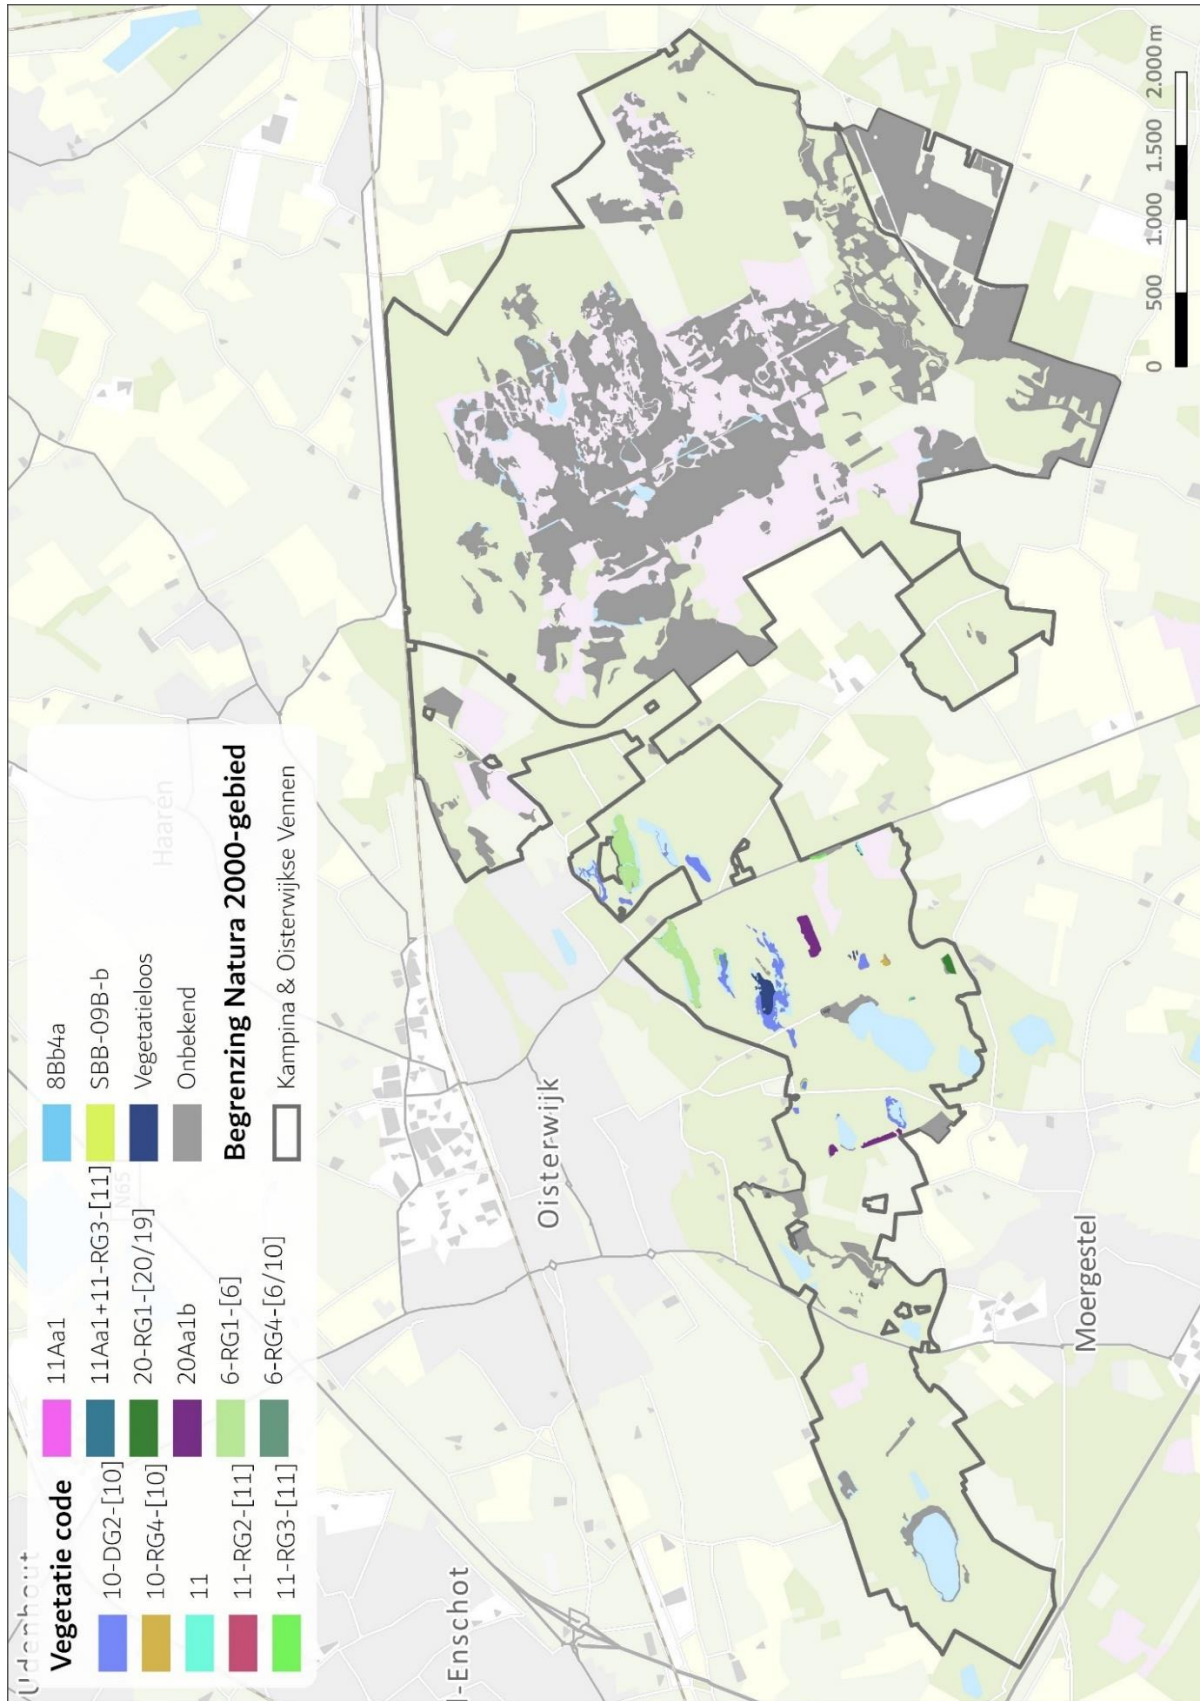 Udenhout
Vegetatie code
10-DG2-[10]
10-RG4-[10]
11
11-RG2-[11]
11-RG3-[11]
11Aa1
11Aa1+11-RG3-[11]
20-RG1-[20/19]
20Aa1b
6-RG1-[6]
6-RG4-[6/10]
8Bb4a
SBB-09B-b
Vegetatieloos
Onbekend
Begrenzing Natura 2000-gebied
Kampina & Oisterwijkse Vennen
Haaren
N65
l-Enschot
Oisterwijk
Moergestel
0 500 1.000 1.500 2.000 m